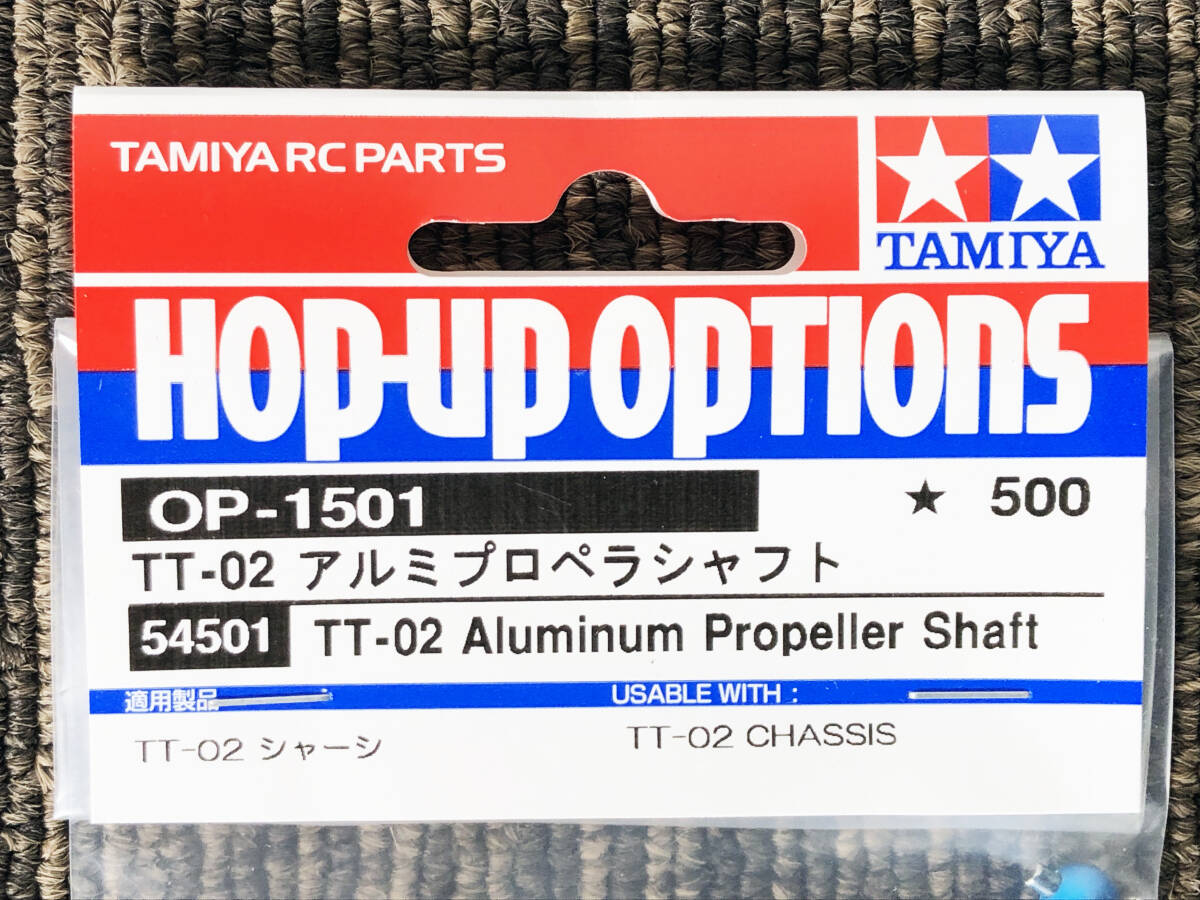 TAMIYA RC PARTS
TAMIYA
HOP-UP OPTIONS
OP-1501
★ 500
TT-02 アルミプロペラシャフト
54501 TT-02 Aluminum Propeller Shaft
適用製品
USABLE WITH :
TT-02 シャーシ
TT-02 CHASSIS